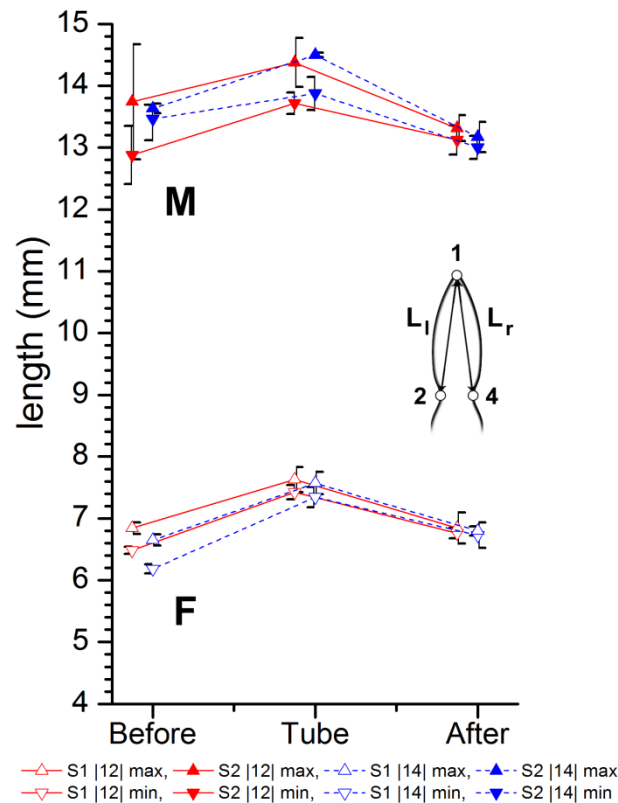 15
14
13
M
12
11
1
length (mm)
10
L_l L_r
9
2 4
8
7
6
F
5
4
Before Tube After
S1 |12| max, S2 |12| max, S1 |14| max, S2 |14| max
S1 |12| min, S2 |12| min, S1 |14| min, S2 |14| min